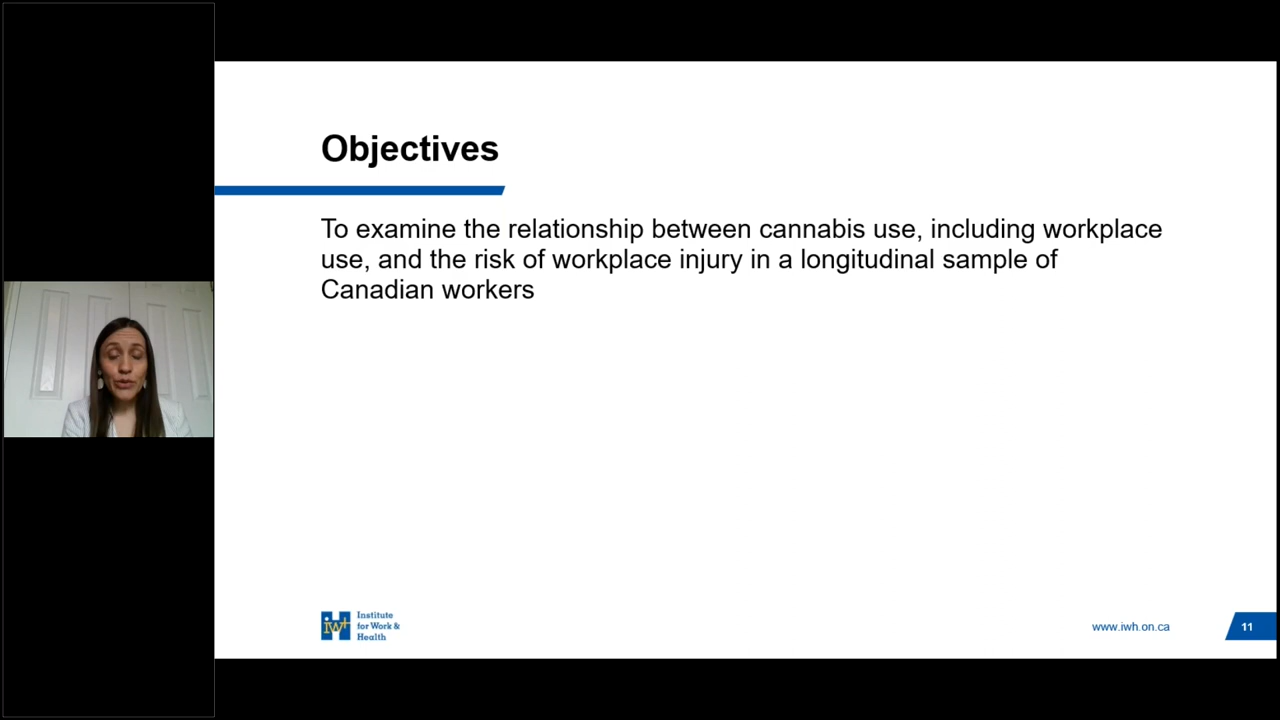 Objectives
To examine the relationship between cannabis use, including workplace
use, and the risk of workplace injury in a longitudinal sample of
Canadian workers
iwh
Institute
for Work &
Health
www.iwh.on.ca
11